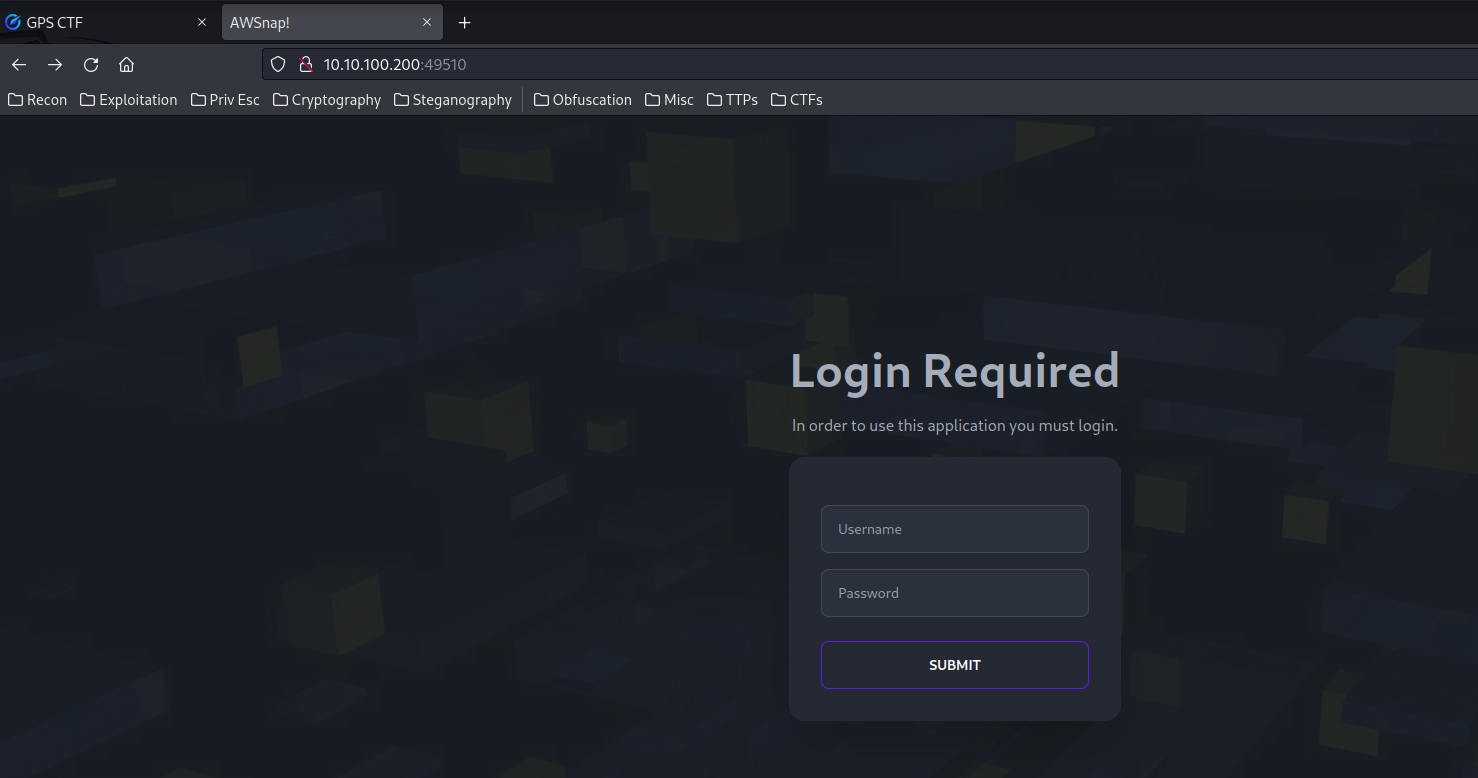 GPS CTF
AWSnap!
10.10.100.200:49510
Recon Exploitation Priv Esc Cryptography Steganography Obfuscation Misc TTPs CTFs
Login Required
In order to use this application you must login.
Username
Password
SUBMIT